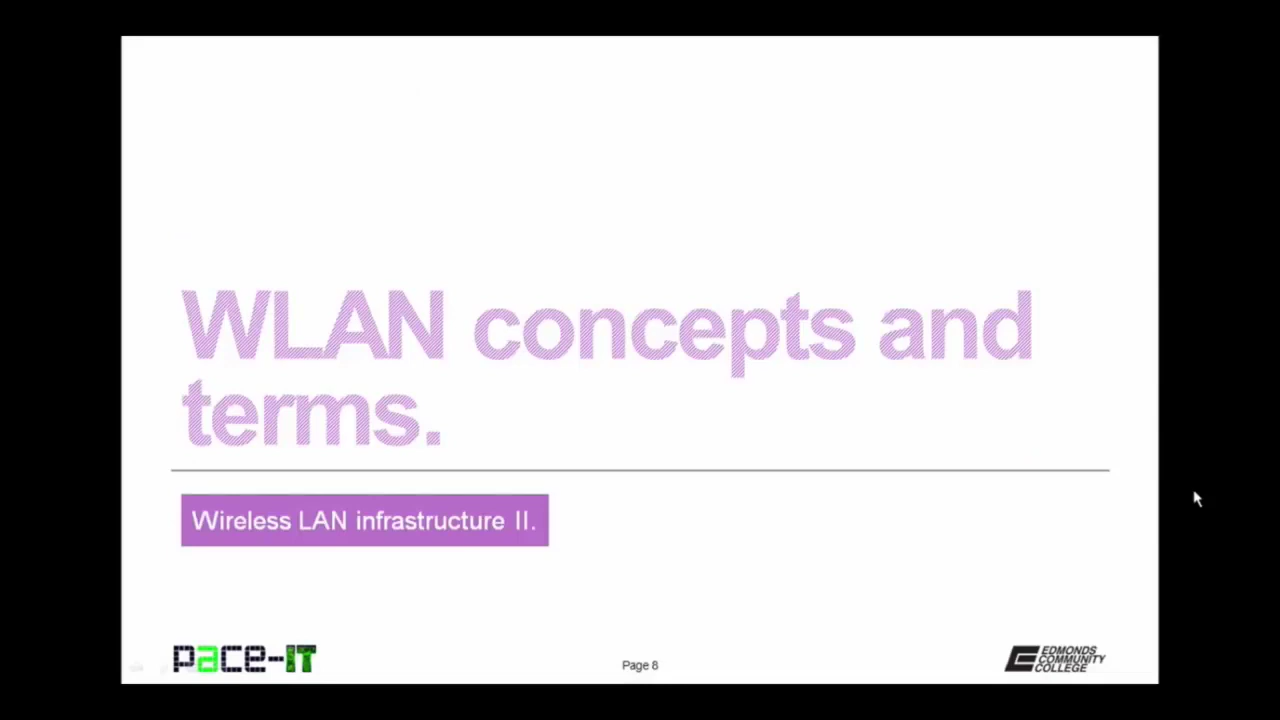 WLAN concepts and
terms.
Wireless LAN infrastructure II.
pace-IT
Page 8
EDMONDS
COMMUNITY
COLLEGE